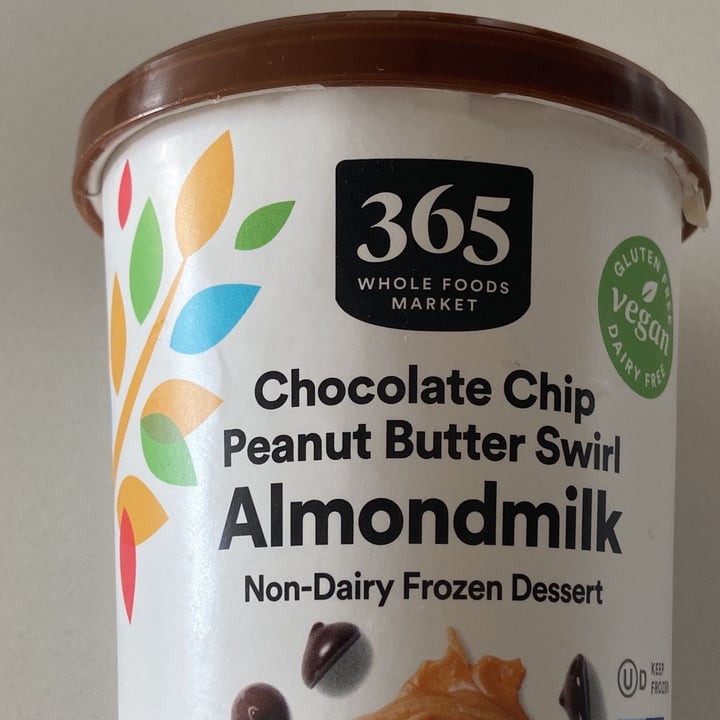 365
WHOLE FOODS
MARKET
GLUTEN FREE
vegan
DAIRY FREE
Chocolate Chip
Peanut Butter Swirl
Almondmilk
Non-Dairy Frozen Dessert
UD
KEEP
FROZEN